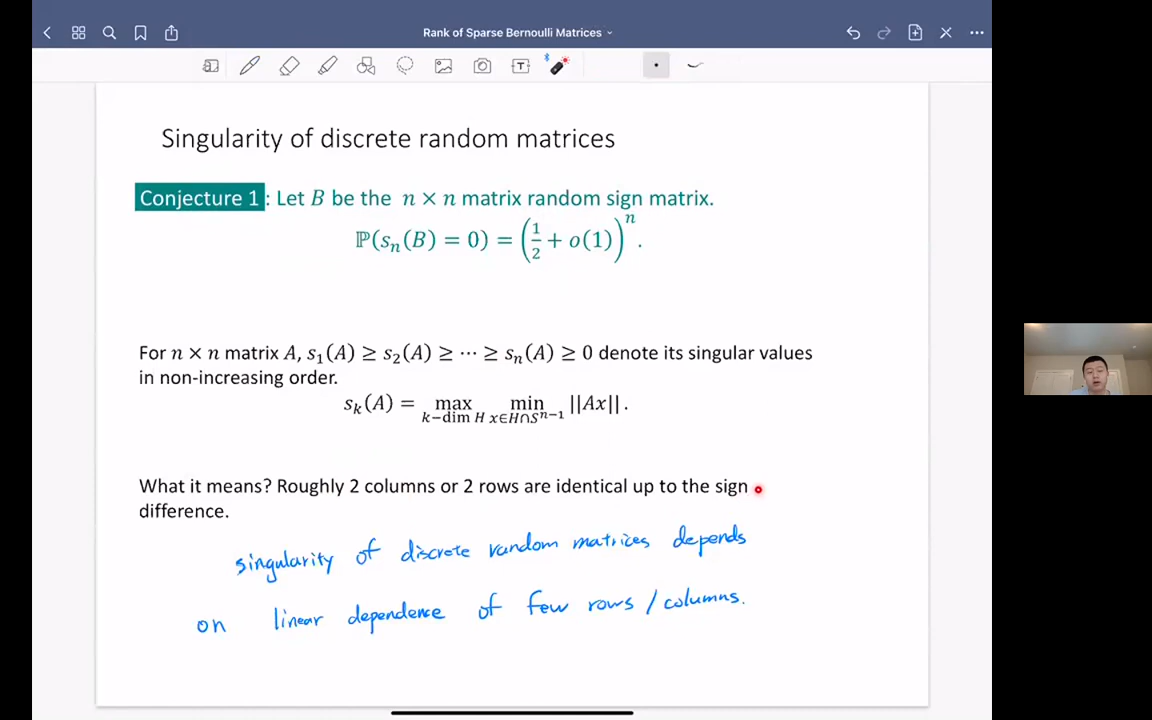 Rank of Sparse Bernoulli Matrices
Singularity of discrete random matrices
Conjecture 1 : Let B be the n × n matrix random sign matrix.
ℙ(sₙ(B) = 0) = (1/2 + o(1))ⁿ.
For n × n matrix A, s₁(A) ≥ s₂(A) ≥ ⋯ ≥ sₙ(A) ≥ 0 denote its singular values
in non-increasing order.
sₖ(A) = max k−dim H min x∈H∩Sⁿ⁻¹ ||Ax|| .
What it means? Roughly 2 columns or 2 rows are identical up to the sign
difference.
singularity of discrete random matrices depends
on linear dependence of few rows / columns.